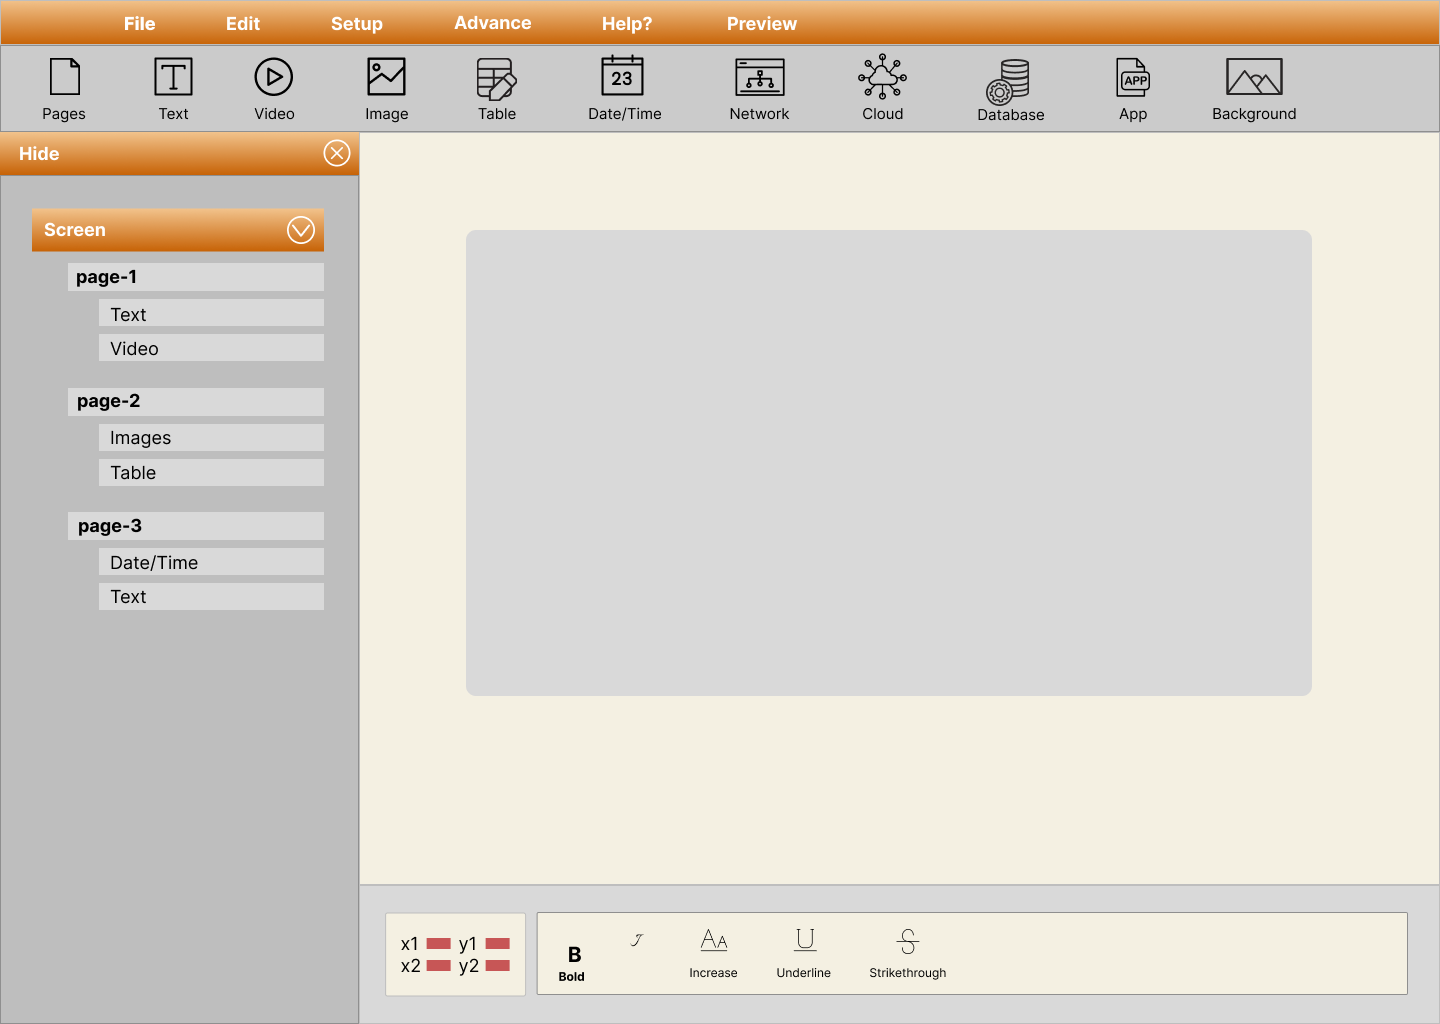 File Edit Setup Advance Help? Preview
23 APP
Pages Text Video Image Table Date/Time Network Cloud Database App Background
Hide
Screen
page-1
Text
Video
page-2
Images
Table
page-3
Date/Time
Text
x1 y1
x2 y2
B I AA U S
Bold Increase Underline Strikethrough